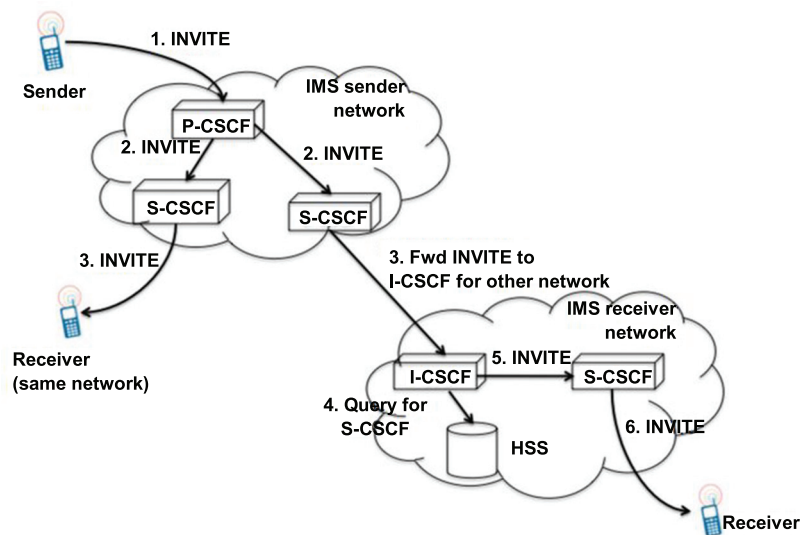 1. INVITE
Sender
IMS sender
network
P-CSCF
2. INVITE
2. INVITE
S-CSCF
S-CSCF
3. INVITE
3. Fwd INVITE to
I-CSCF for other network
Receiver
(same network)
IMS receiver
network
I-CSCF
5. INVITE
S-CSCF
4. Query for
S-CSCF
HSS
6. INVITE
Receiver